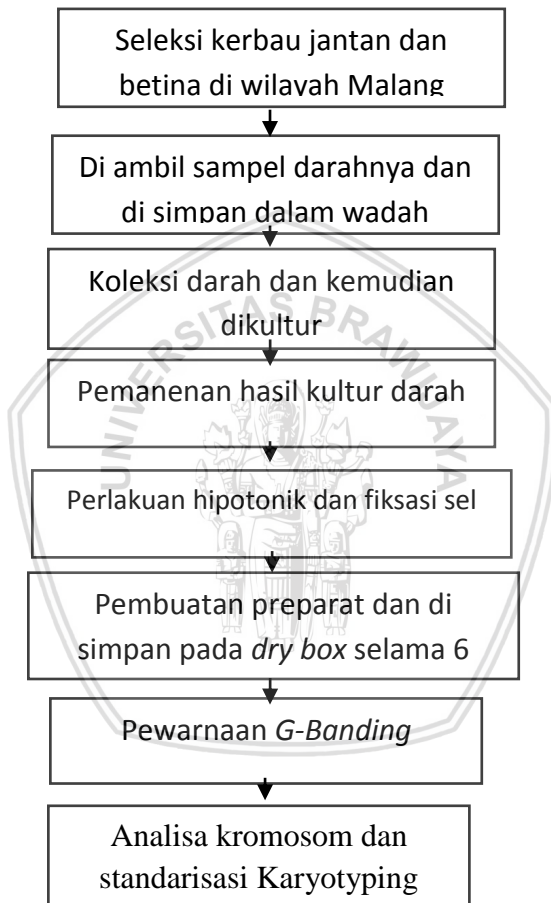 Seleksi kerbau jantan dan
betina di wilayah Malang
Di ambil sampel darahnya dan
di simpan dalam wadah
Koleksi darah dan kemudian
dikultur
Pemanenan hasil kultur darah
Perlakuan hipotonik dan fiksasi sel
Pembuatan preparat dan di
simpan pada dry box selama 6
Pewarnaan G-Banding
Analisa kromosom dan
standarisasi Karyotyping
UNIVERSITAS BRAWIJAYA